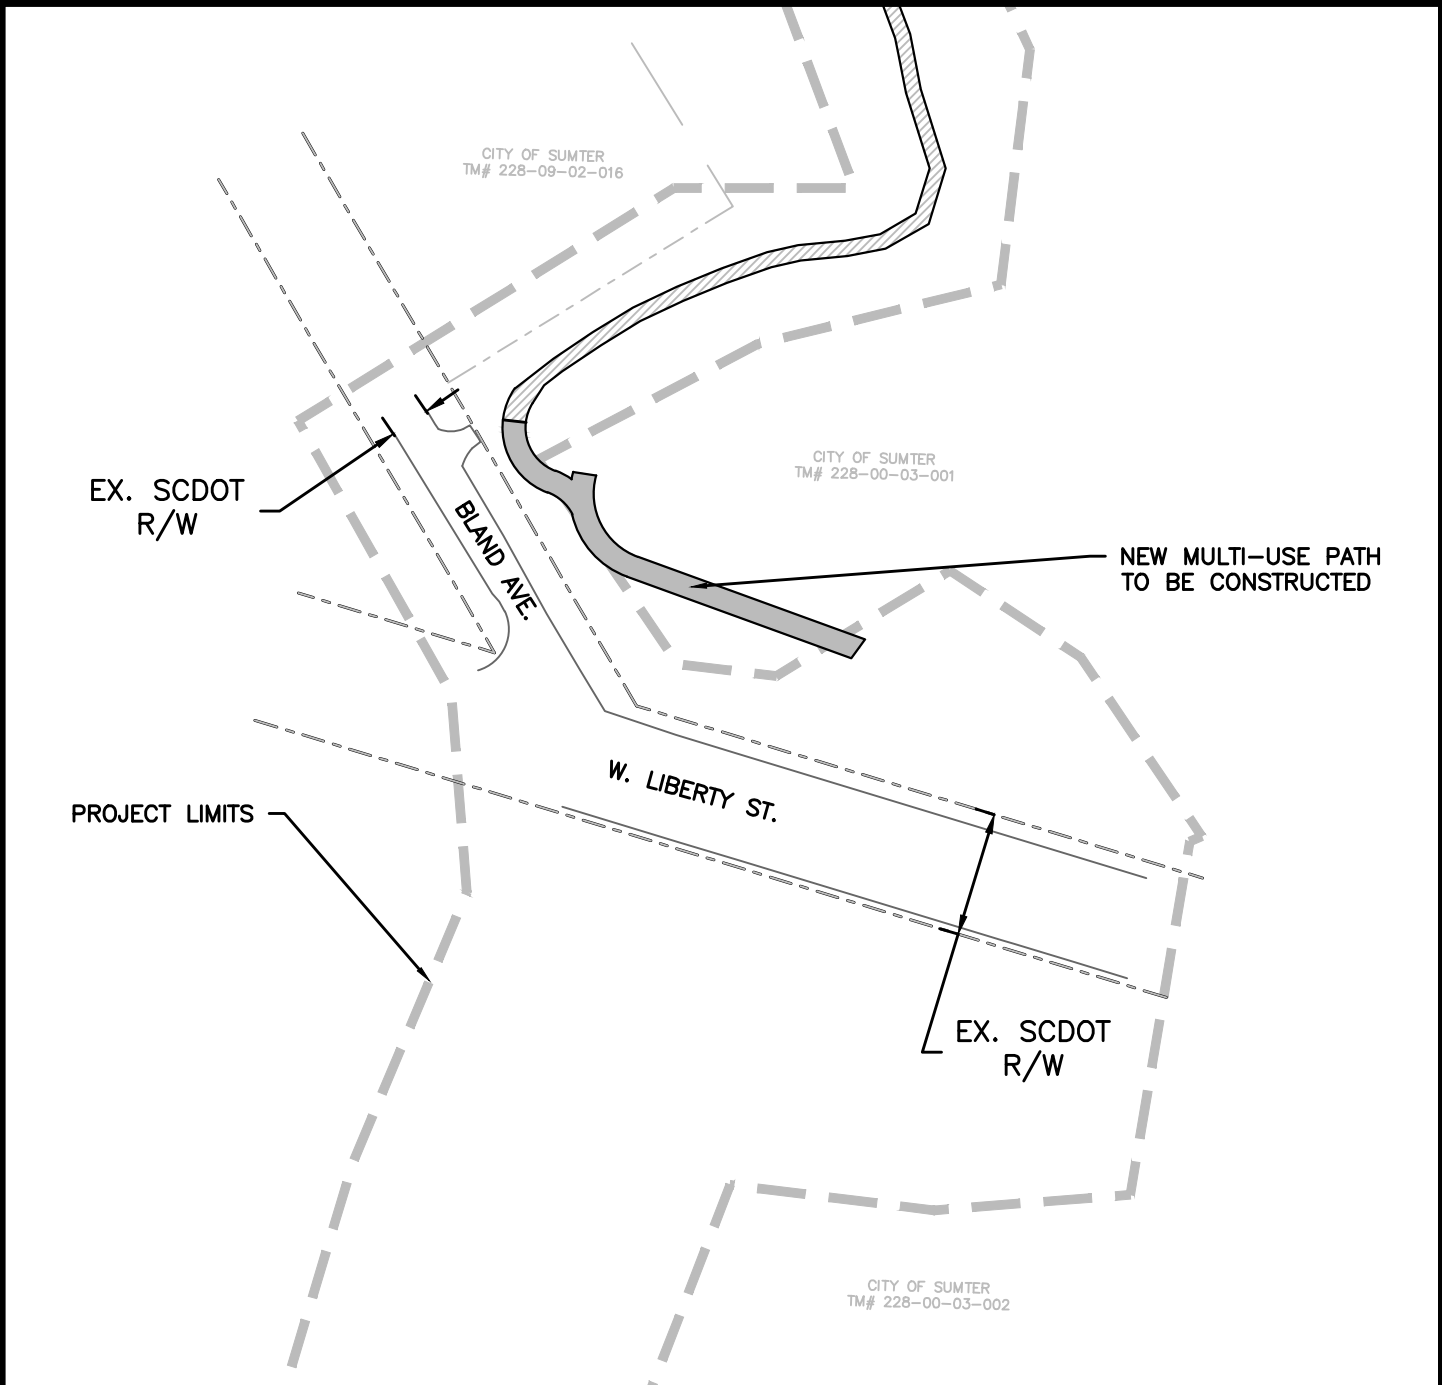 CITY OF SUMTER
TM# 228-09-02-016
CITY OF SUMTER
TM# 228-00-03-001
EX. SCDOT
R/W
BLAND AVE.
NEW MULTI-USE PATH
TO BE CONSTRUCTED
W. LIBERTY ST.
PROJECT LIMITS
EX. SCDOT
R/W
CITY OF SUMTER
TM# 228-00-03-002